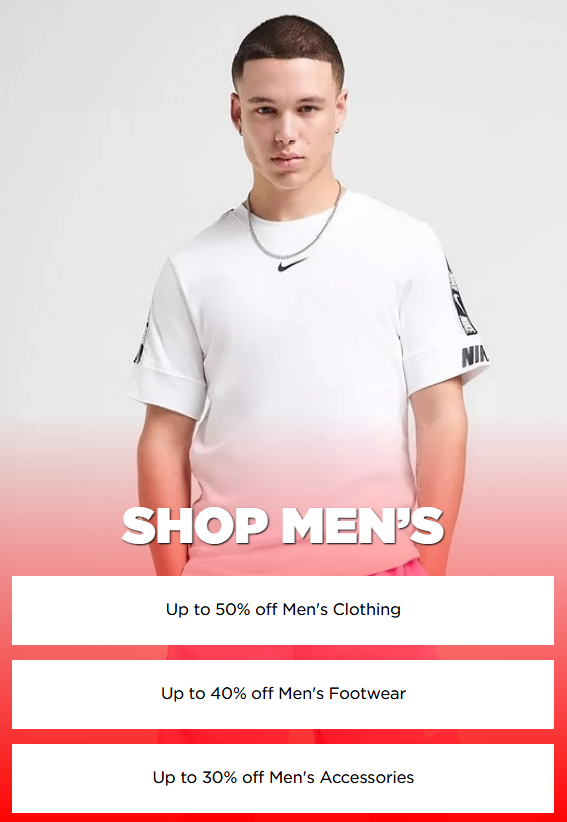 NIK
SHOP MEN'S
Up to 50% off Men's Clothing
Up to 40% off Men's Footwear
Up to 30% off Men's Accessories